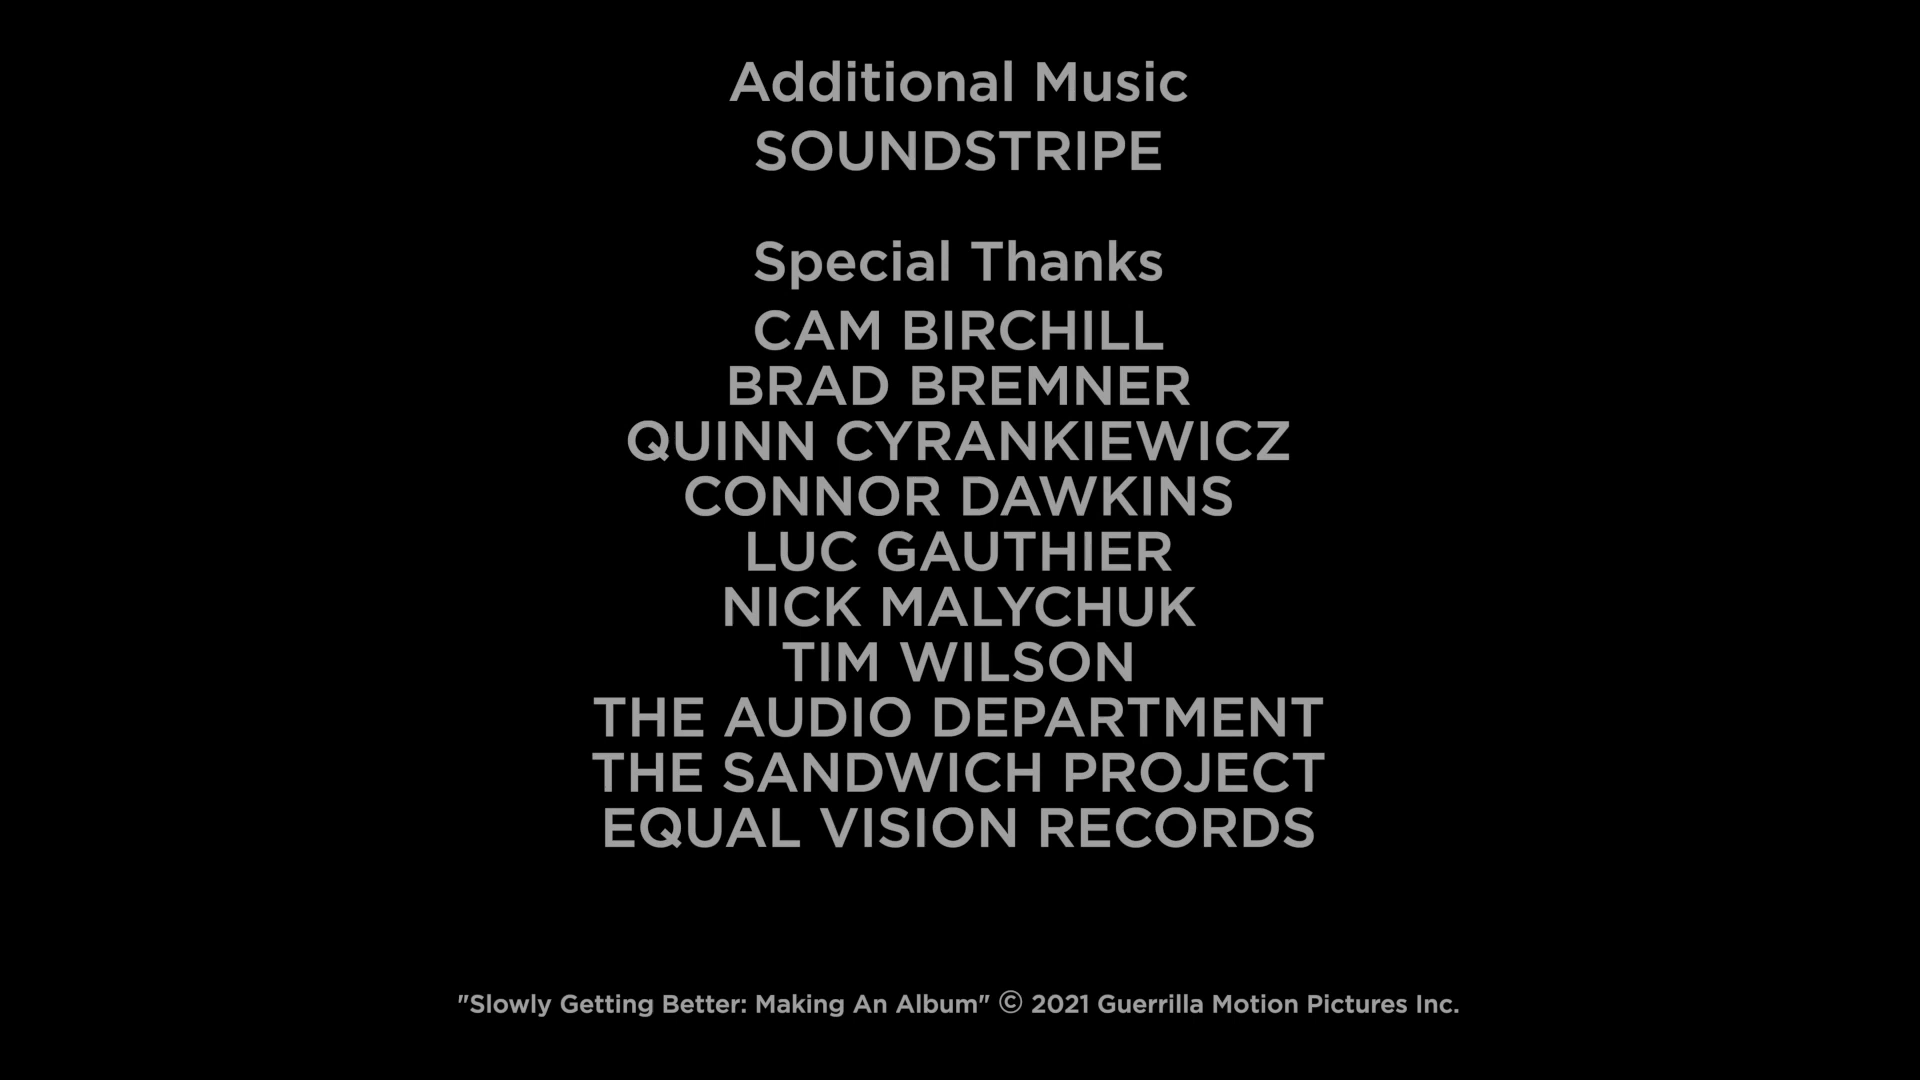 Additional Music
SOUNDSTRIPE
Special Thanks
CAM BIRCHILL
BRAD BREMNER
QUINN CYRANKIEWICZ
CONNOR DAWKINS
LUC GAUTHIER
NICK MALYCHUK
TIM WILSON
THE AUDIO DEPARTMENT
THE SANDWICH PROJECT
EQUAL VISION RECORDS
"Slowly Getting Better: Making An Album" © 2021 Guerrilla Motion Pictures Inc.